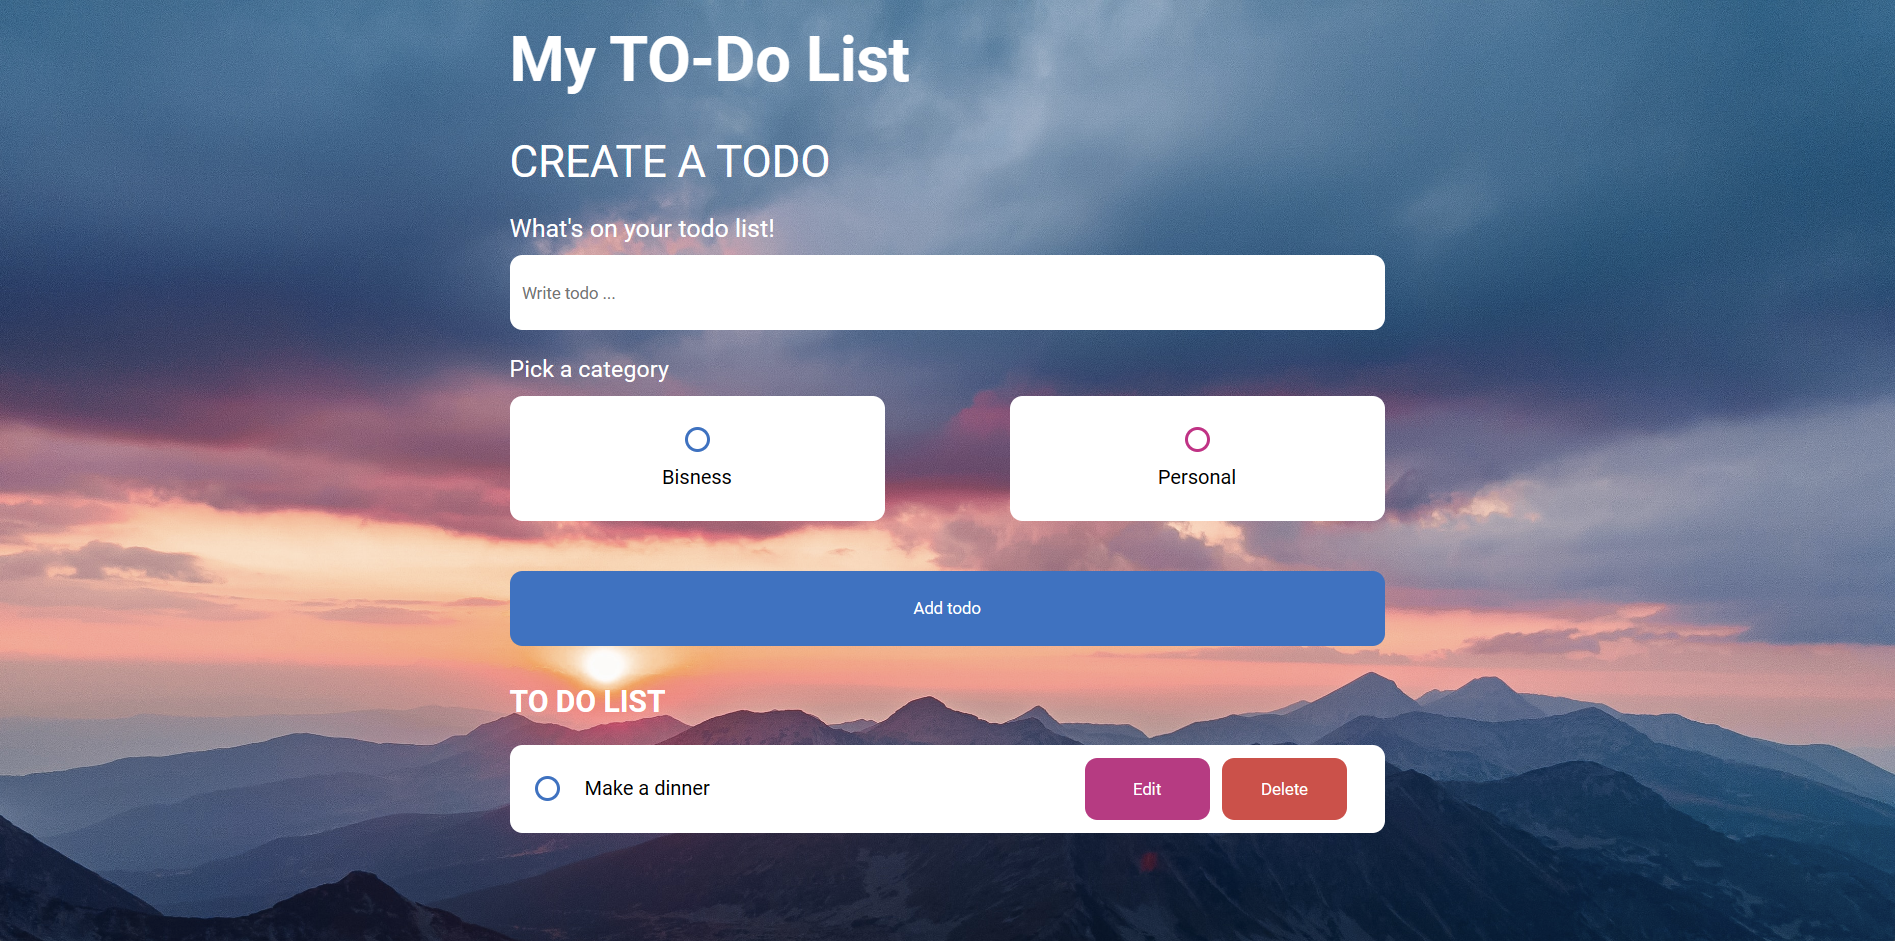 My TO-Do List
CREATE A TODO
What's on your todo list!
Write todo ...
Pick a category
Bisness
Personal
Add todo
TO DO LIST
Make a dinner
Edit
Delete